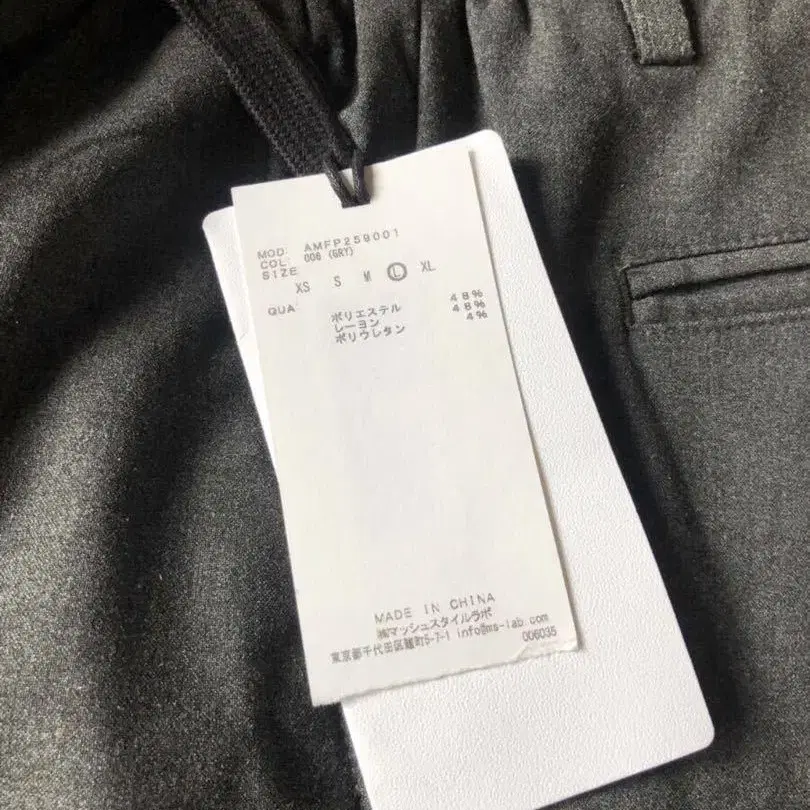 MOD: AMFP259001
COL: 006 (GRY)
SIZE
XS S M L XL
QUA
ポリエステル 48%
レーヨン 48%
ポリウレタン 4%
MADE IN CHINA
㈱マッシュスタイルラボ
東京都千代田区麹町5-7-1 info@ms-lab.com
006035